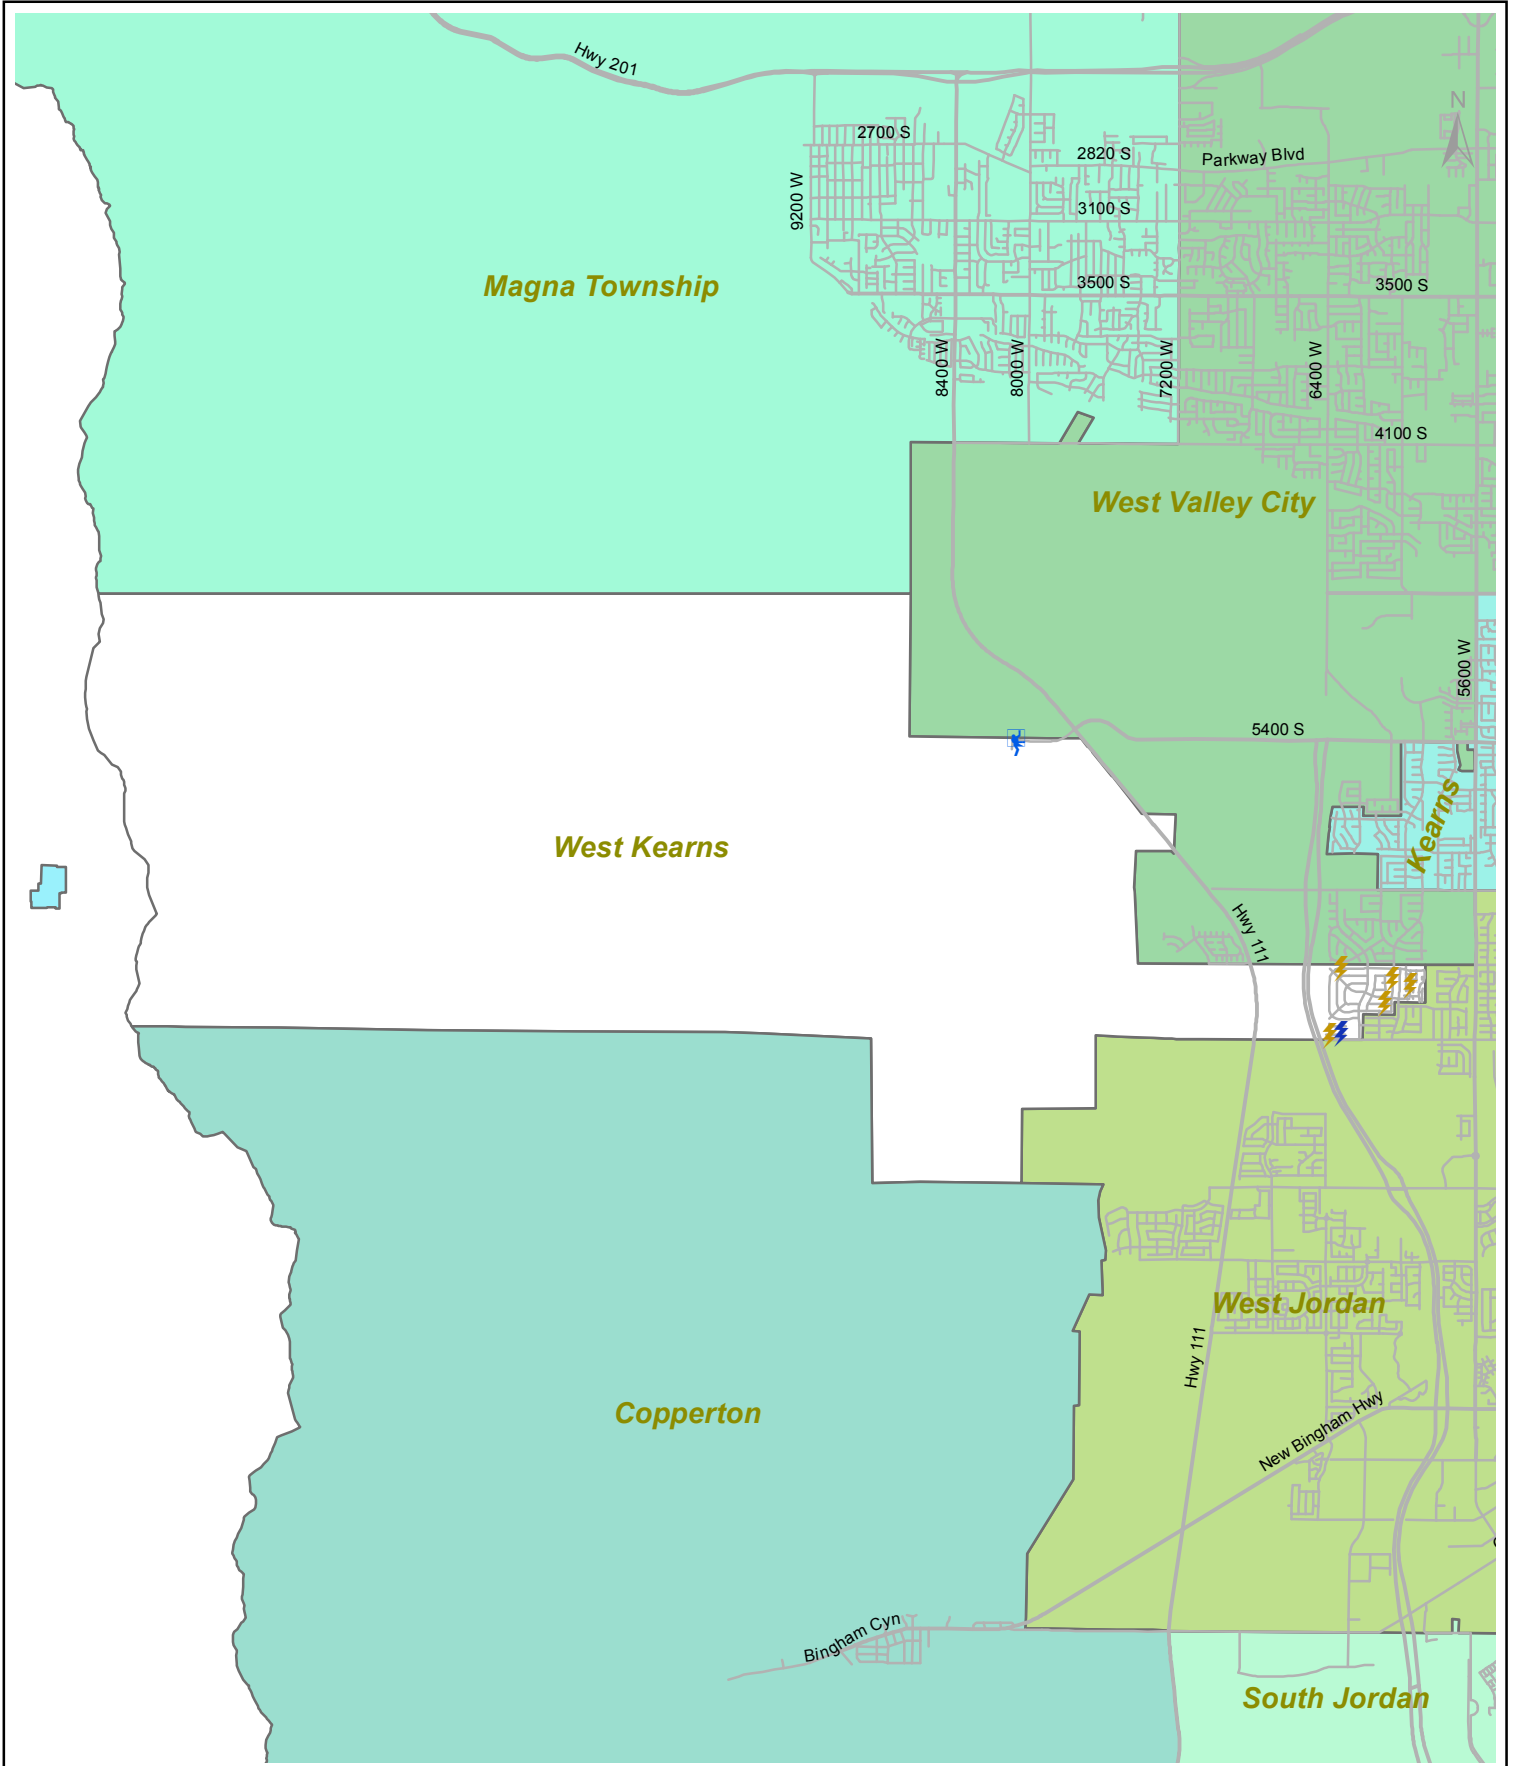 Hwy 201
N
2700 S
2820 S
Parkway Blvd
9200 W
3100 S
Magna Township
3500 S
3500 S
8400 W
8000 W
7200 W
6400 W
4100 S
West Valley City
5600 W
5400 S
West Kearns
Kearns
Hwy 111
West Jordan
Hwy 111
Copperton
New Bingham Hwy
Bingham Cyn
South Jordan